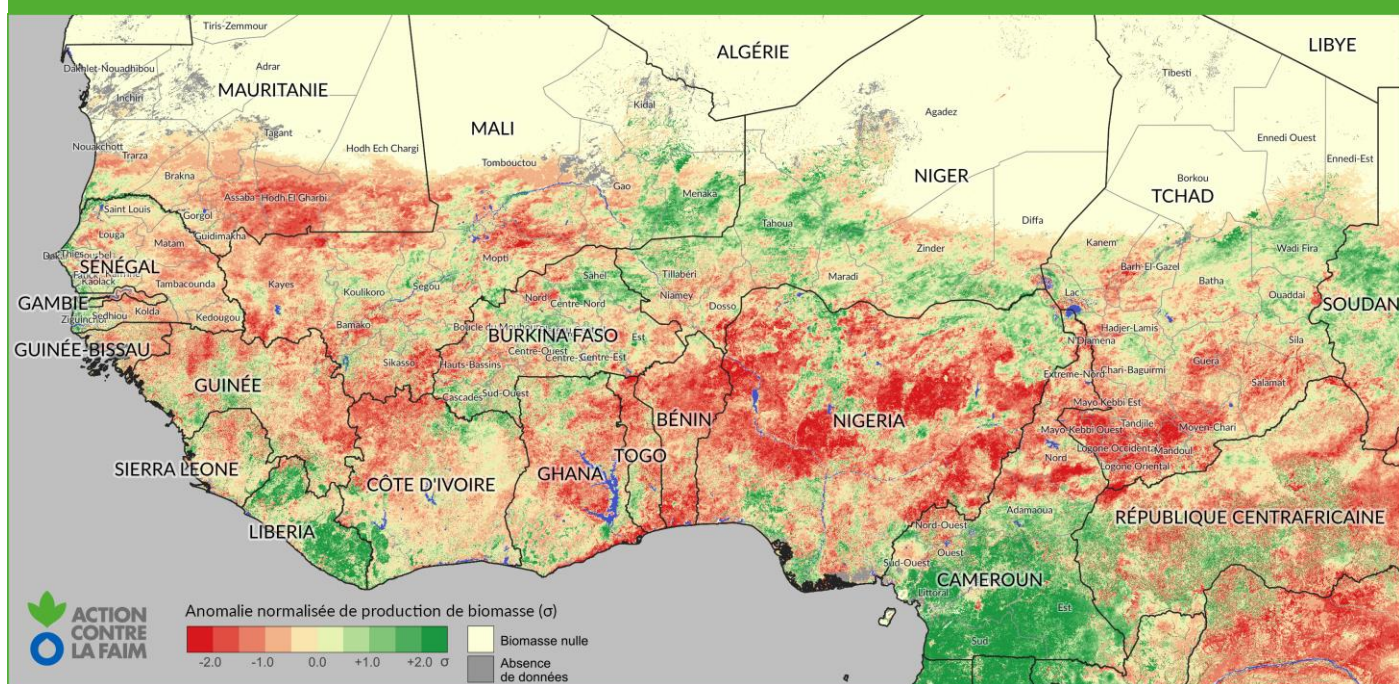 Tiris-Zemmour
ALGÉRIE
LIBYE
Dakhlet-Nouadhibou
Adrar
Tibesti
Inchiri
MAURITANIE
Kidal
Agadez
Tagant
MALI
Ennedi Ouest
Nouakchott
Trarza
Hodh Ech Chargi
Tombouctou
Ennedi-Est
Brakna
Gao
NIGER
Borkou
Assaba
Hodh El Gharbi
Menaka
TCHAD
Saint Louis
Gorgol
Tahoua
Diffa
Louga
Matam
Guidimakha
Zinder
Kanem
Wadi Fira
Thies
Mopti
Barh-El-Gazel
SÉNÉGAL
Sahel
Tillabéri
Maradi
Batha
Kaolack
Tambacounda
Kayes
Koulikoro
Ségou
Nord
Centre-Nord
Niamey
Dosso
Lac
Ouaddaï
SOUDAN
GAMBIE
Ziguinchor
Sedhiou
Kolda
Kedougou
Bamako
Boucle du Mouhoun
BURKINA FASO
Est
Hadjer-Lamis
N'Djamena
Sila
GUINÉE-BISSAU
Centre-Ouest
Centre-Est
Sikasso
Hauts-Bassins
Extreme-Nord
Chari-Baguirmi
Guera
GUINÉE
Cascades
Sud-Ouest
Salamat
Mayo Kebbi Est
BÉNIN
NIGERIA
Mayo-Kebbi Ouest
Tandjile
Moyen-Chari
Nord
Logone Occidental
Mandoul
SIERRA LEONE
CÔTE D'IVOIRE
GHANA
TOGO
Logone Oriental
Adamaoua
LIBERIA
Nord-Ouest
RÉPUBLIQUE CENTRAFRICAINE
Ouest
Sud-Ouest
CAMEROUN
Littoral
Est
Sud
ACTION
CONTRE
LA FAIM
Anomalie normalisée de production de biomasse (σ)
-2.0 -1.0 0.0 +1.0 +2.0 σ
Biomasse nulle
Absence
de données